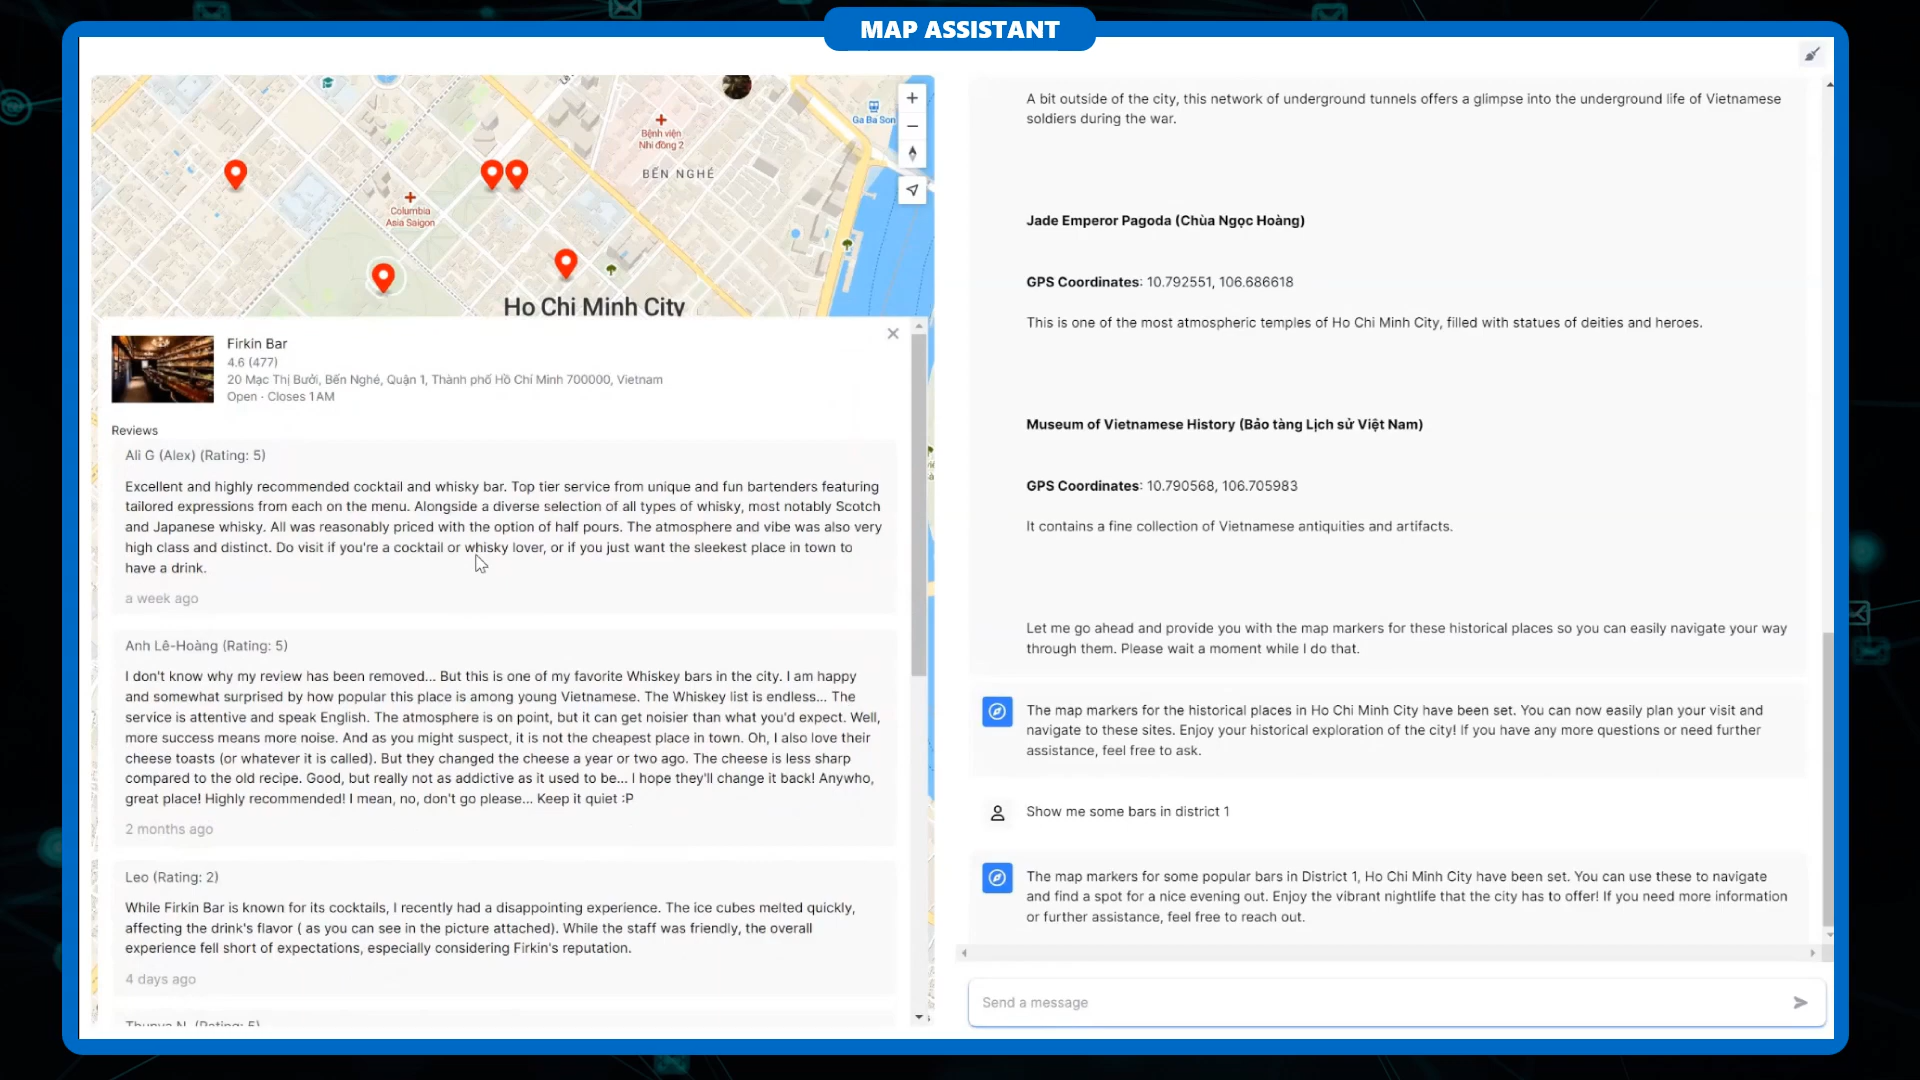 MAP ASSISTANT
Ga Ba Son
Bệnh viện
Nhi đồng 2
BẾN NGHÉ
Columbia
Asia Saigon
Ho Chi Minh City
Firkin Bar
4.6 (477)
20 Mạc Thị Bưởi, Bến Nghé, Quận 1, Thành phố Hồ Chí Minh 700000, Vietnam
Open · Closes 1 AM
Reviews
Ali G (Alex) (Rating: 5)
Excellent and highly recommended cocktail and whisky bar. Top tier service from unique and fun bartenders featuring
tailored expressions from each on the menu. Alongside a diverse selection of all types of whisky, most notably Scotch
and Japanese whisky. All was reasonably priced with the option of half pours. The atmosphere and vibe was also very
high class and distinct. Do visit if you're a cocktail or whisky lover, or if you just want the sleekest place in town to
have a drink.
a week ago
Anh Lê-Hoàng (Rating: 5)
I don't know why my review has been removed... But this is one of my favorite Whiskey bars in the city. I am happy
and somewhat surprised by how popular this place is among young Vietnamese. The Whiskey list is endless... The
service is attentive and speak English. The atmosphere is on point, but it can get noisier than what you'd expect. Well,
more success means more noise. And as you might suspect, it is not the cheapest place in town. Oh, I also love their
cheese toasts (or whatever it is called). But they changed the cheese a year or two ago. The cheese is less sharp
compared to the old recipe. Good, but really not as addictive as it used to be... I hope they'll change it back! Anywho,
great place! Highly recommended! I mean, no, don't go please... Keep it quiet :P
2 months ago
Leo (Rating: 2)
While Firkin Bar is known for its cocktails, I recently had a disappointing experience. The ice cubes melted quickly,
affecting the drink's flavor ( as you can see in the picture attached). While the staff was friendly, the overall
experience fell short of expectations, especially considering Firkin's reputation.
4 days ago
Thunya N. (Rating: 5)
A bit outside of the city, this network of underground tunnels offers a glimpse into the underground life of Vietnamese
soldiers during the war.
Jade Emperor Pagoda (Chùa Ngọc Hoàng)
GPS Coordinates: 10.792551, 106.686618
This is one of the most atmospheric temples of Ho Chi Minh City, filled with statues of deities and heroes.
Museum of Vietnamese History (Bảo tàng Lịch sử Việt Nam)
GPS Coordinates: 10.790568, 106.705983
It contains a fine collection of Vietnamese antiquities and artifacts.
Let me go ahead and provide you with the map markers for these historical places so you can easily navigate your way
through them. Please wait a moment while I do that.
The map markers for the historical places in Ho Chi Minh City have been set. You can now easily plan your visit and
navigate to these sites. Enjoy your historical exploration of the city! If you have any more questions or need further
assistance, feel free to ask.
Show me some bars in district 1
The map markers for some popular bars in District 1, Ho Chi Minh City have been set. You can use these to navigate
and find a spot for a nice evening out. Enjoy the vibrant nightlife that the city has to offer! If you need more information
or further assistance, feel free to reach out.
Send a message